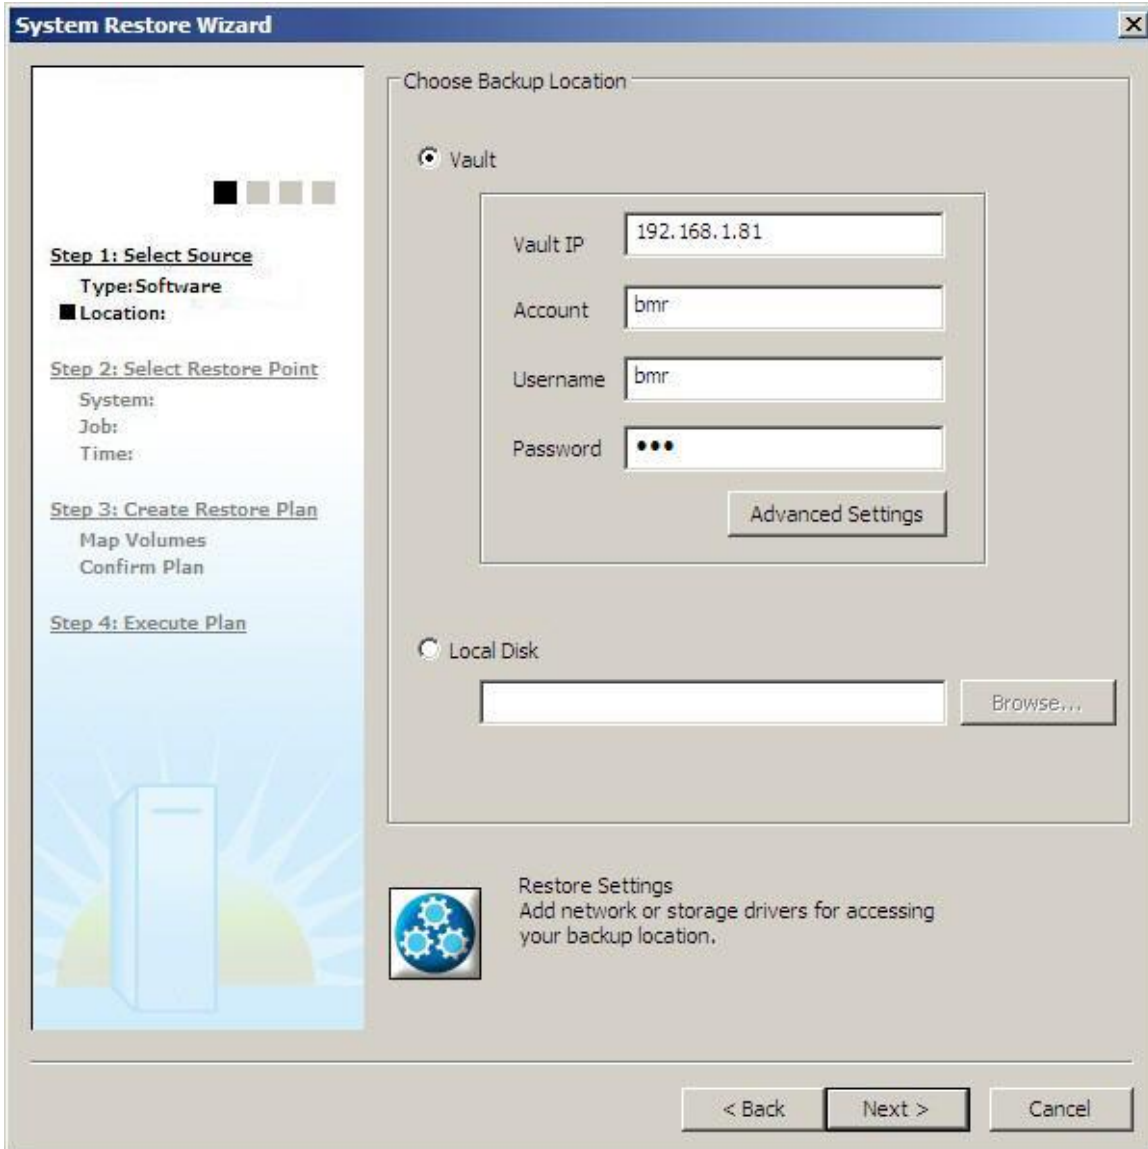 System Restore Wizard
Step 1: Select Source
Type:Software
Location:
Step 2: Select Restore Point
System:
Job:
Time:
Step 3: Create Restore Plan
Map Volumes
Confirm Plan
Step 4: Execute Plan
Choose Backup Location
Vault
Vault IP 192.168.1.81
Account bmr
Username bmr
Password •••
Advanced Settings
Local Disk
Browse...
Restore Settings
Add network or storage drivers for accessing
your backup location.
< Back Next > Cancel